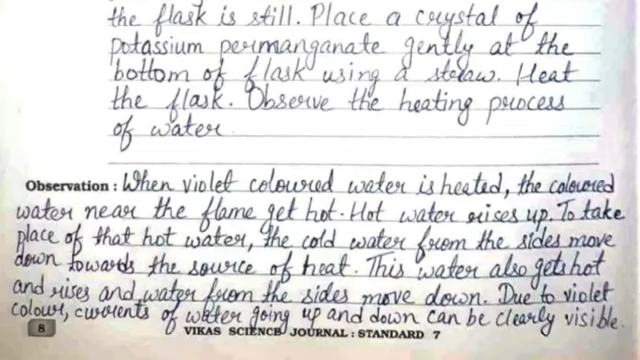 the flask is still. Place a crystal of
potassium permanganate gently at the
bottom of flask using a straw. Heat
the flask. Observe the heating process
of water.
Observation : When violet coloured water is heated, the coloured
water near the flame get hot. Hot water rises up. To take
place of that hot water, the cold water from the sides move
down towards the source of heat. This water also gets hot
and rises and water from the sides move down. Due to violet
colour, currents of water going up and down can be clearly visible.
8 VIKAS SCIENCE JOURNAL : STANDARD 7